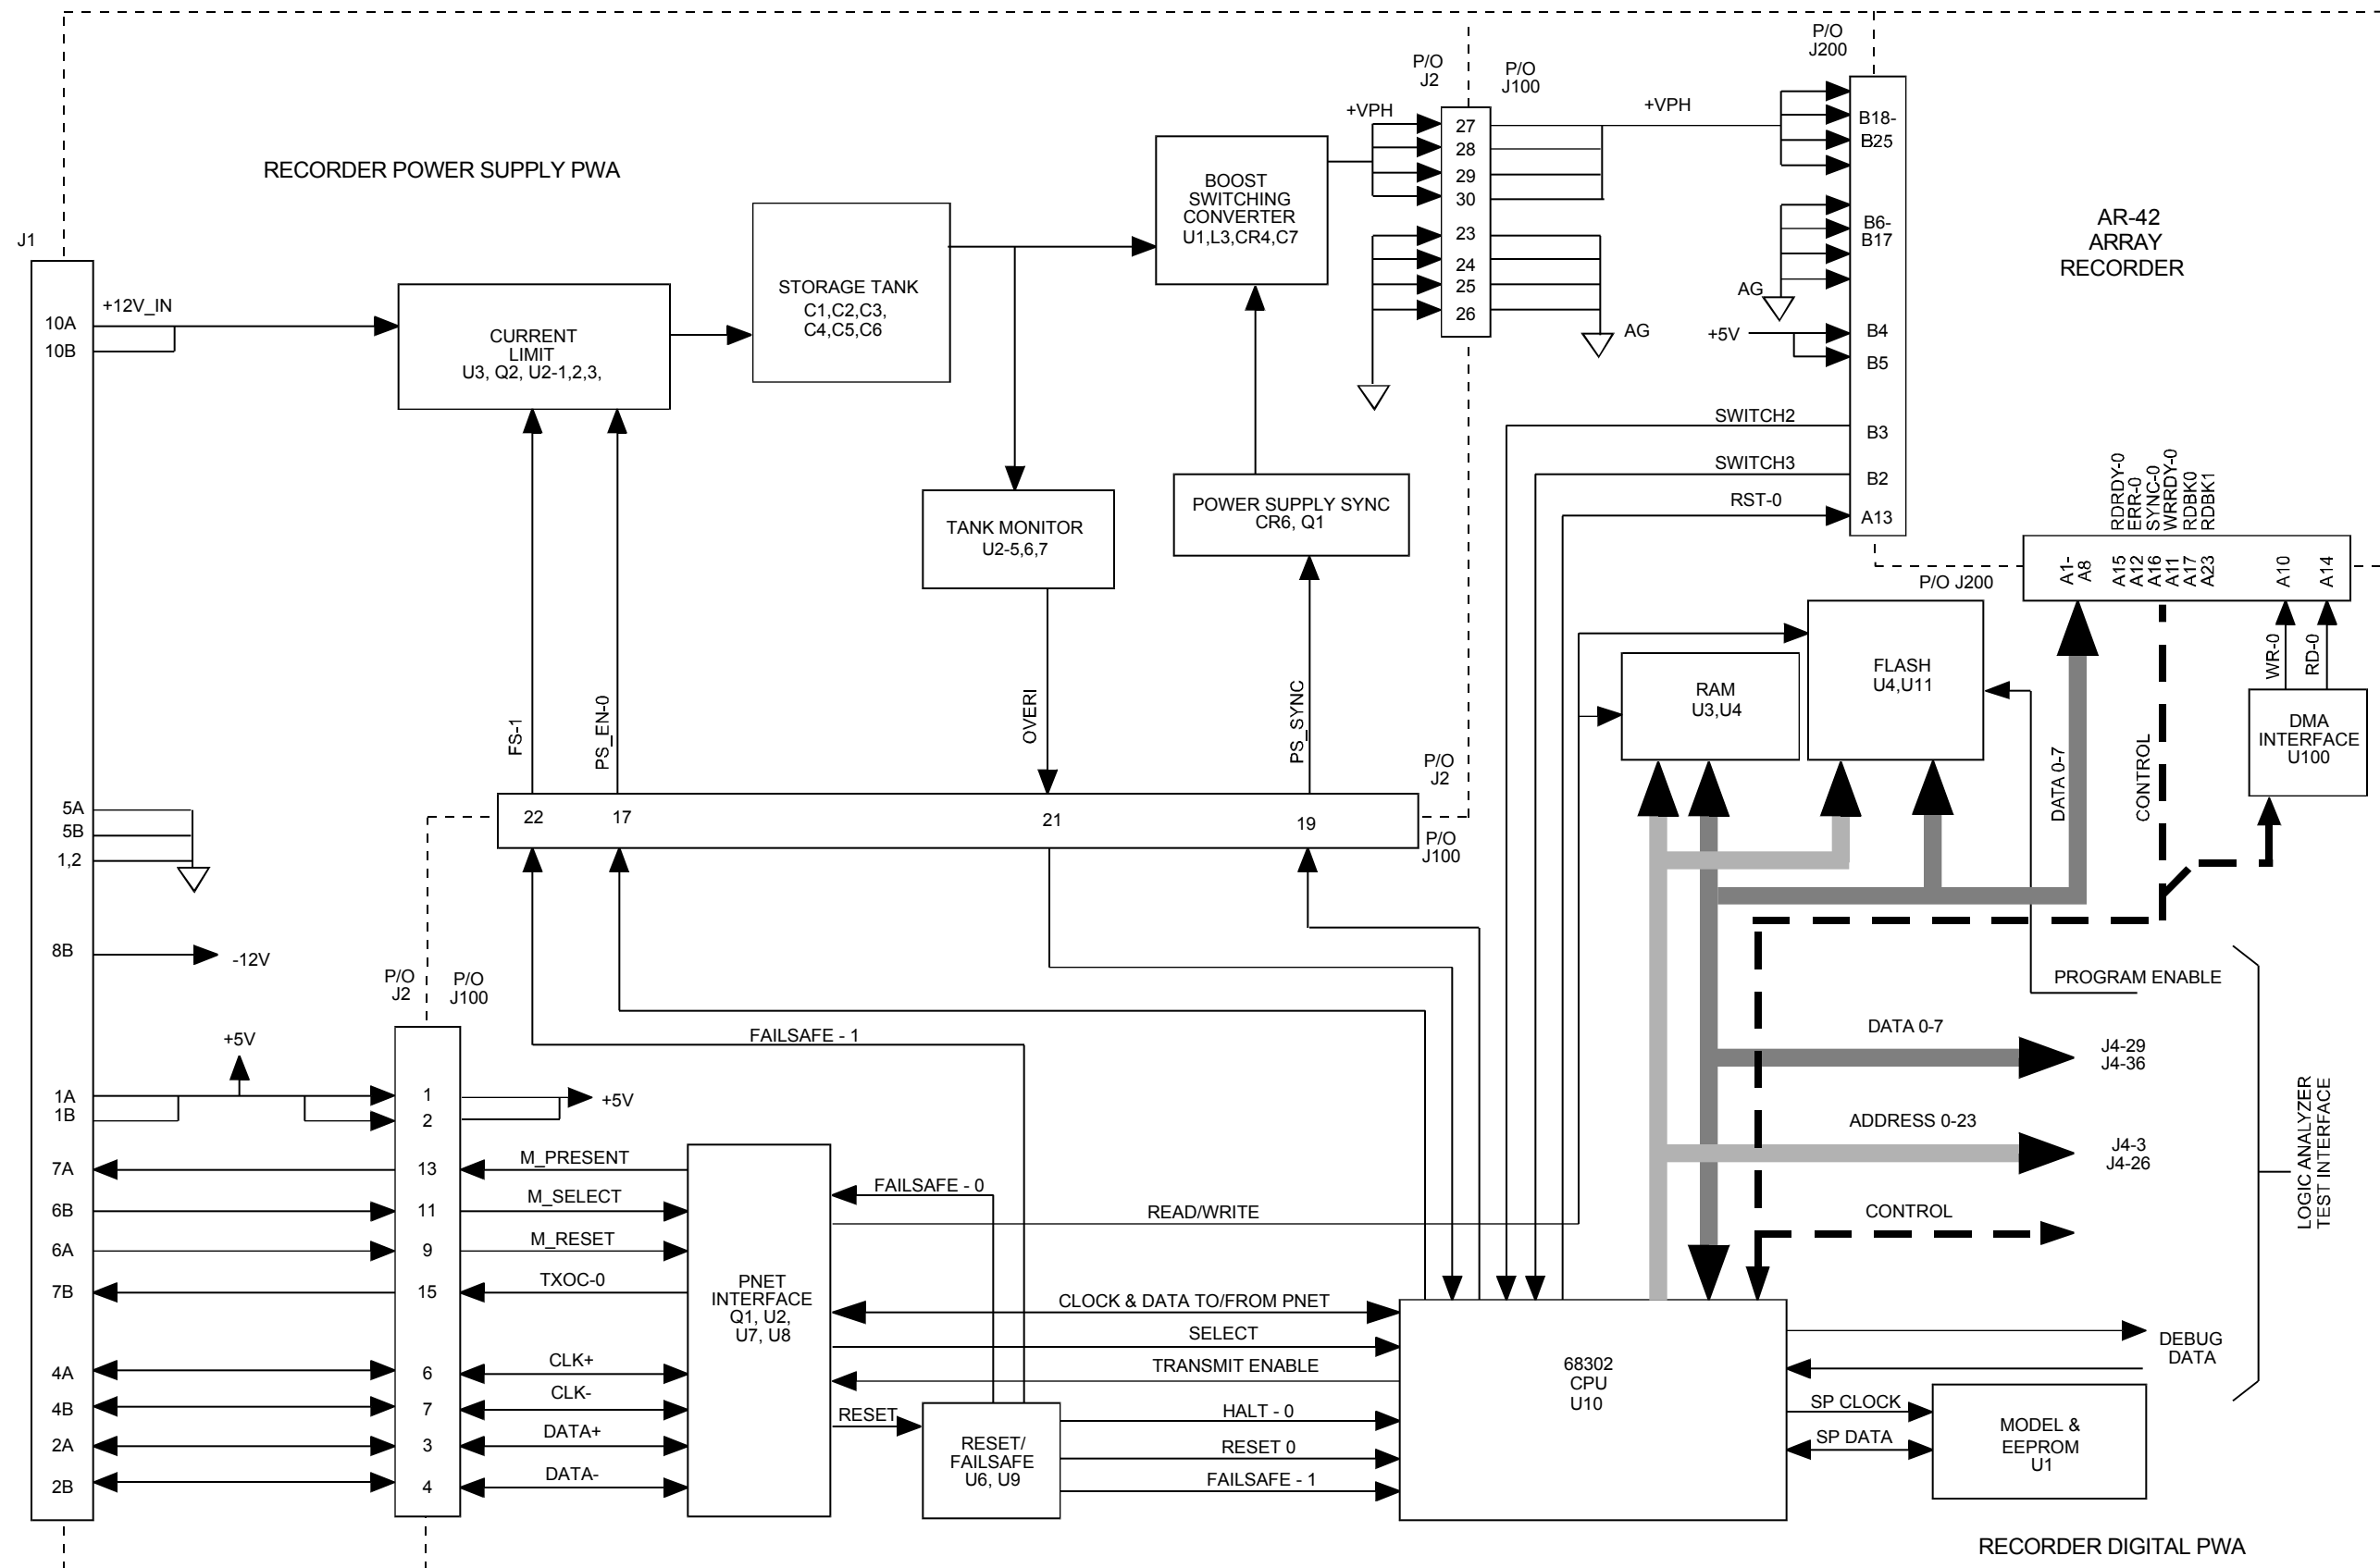 P/O
J200
P/O
J2
P/O
J100
+VPH
+VPH
27
28
29
30
23
24
25
26
B18-
B25
B6-
B17
AG
AG
+5V
B4
B5
SWITCH2
B3
SWITCH3
B2
RST-0
A13
AR-42
ARRAY
RECORDER
RECORDER POWER SUPPLY PWA
BOOST
SWITCHING
CONVERTER
U1,L3,CR4,C7
J1
10A
10B
+12V_IN
CURRENT
LIMIT
U3, Q2, U2-1,2,3,
STORAGE TANK
C1,C2,C3,
C4,C5,C6
TANK MONITOR
U2-5,6,7
POWER SUPPLY SYNC
CR6, Q1
RDRDY-0
ERR-0
SYNC-0
WRRDY-0
RDBK0
RDBK1
A1-
A8
A15
A12
A16
A11
A17
A23
A10
A14
P/O J200
WR-0
RD-0
FLASH
U4,U11
RAM
U3,U4
DMA
INTERFACE
U100
DATA 0-7
CONTROL
FS-1
PS_EN-0
OVERI
PS_SYNC
P/O
J2
22
17
21
19
P/O
J100
5A
5B
1,2
8B
-12V
P/O
J2
P/O
J100
FAILSAFE - 1
PROGRAM ENABLE
DATA 0-7
J4-29
J4-36
ADDRESS 0-23
J4-3
J4-26
CONTROL
LOGIC ANALYZER
TEST INTERFACE
+5V
1A
1B
1
2
+5V
7A
13
M_PRESENT
6B
11
M_SELECT
6A
9
M_RESET
7B
15
TXOC-0
4A
6
CLK+
4B
7
CLK-
2A
3
DATA+
2B
4
DATA-
PNET
INTERFACE
Q1, U2,
U7, U8
FAILSAFE - 0
READ/WRITE
CLOCK & DATA TO/FROM PNET
SELECT
TRANSMIT ENABLE
RESET
RESET/
FAILSAFE
U6, U9
HALT - 0
RESET 0
FAILSAFE - 1
68302
CPU
U10
DEBUG
DATA
SP CLOCK
SP DATA
MODEL &
EEPROM
U1
RECORDER DIGITAL PWA